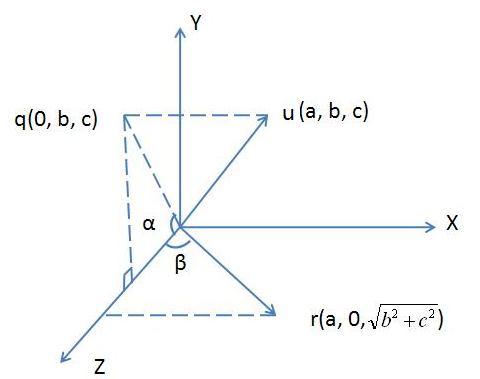 Y
q(0, b, c)
u (a, b, c)
α
X
β
r(a, 0, √(b² + c²))
Z